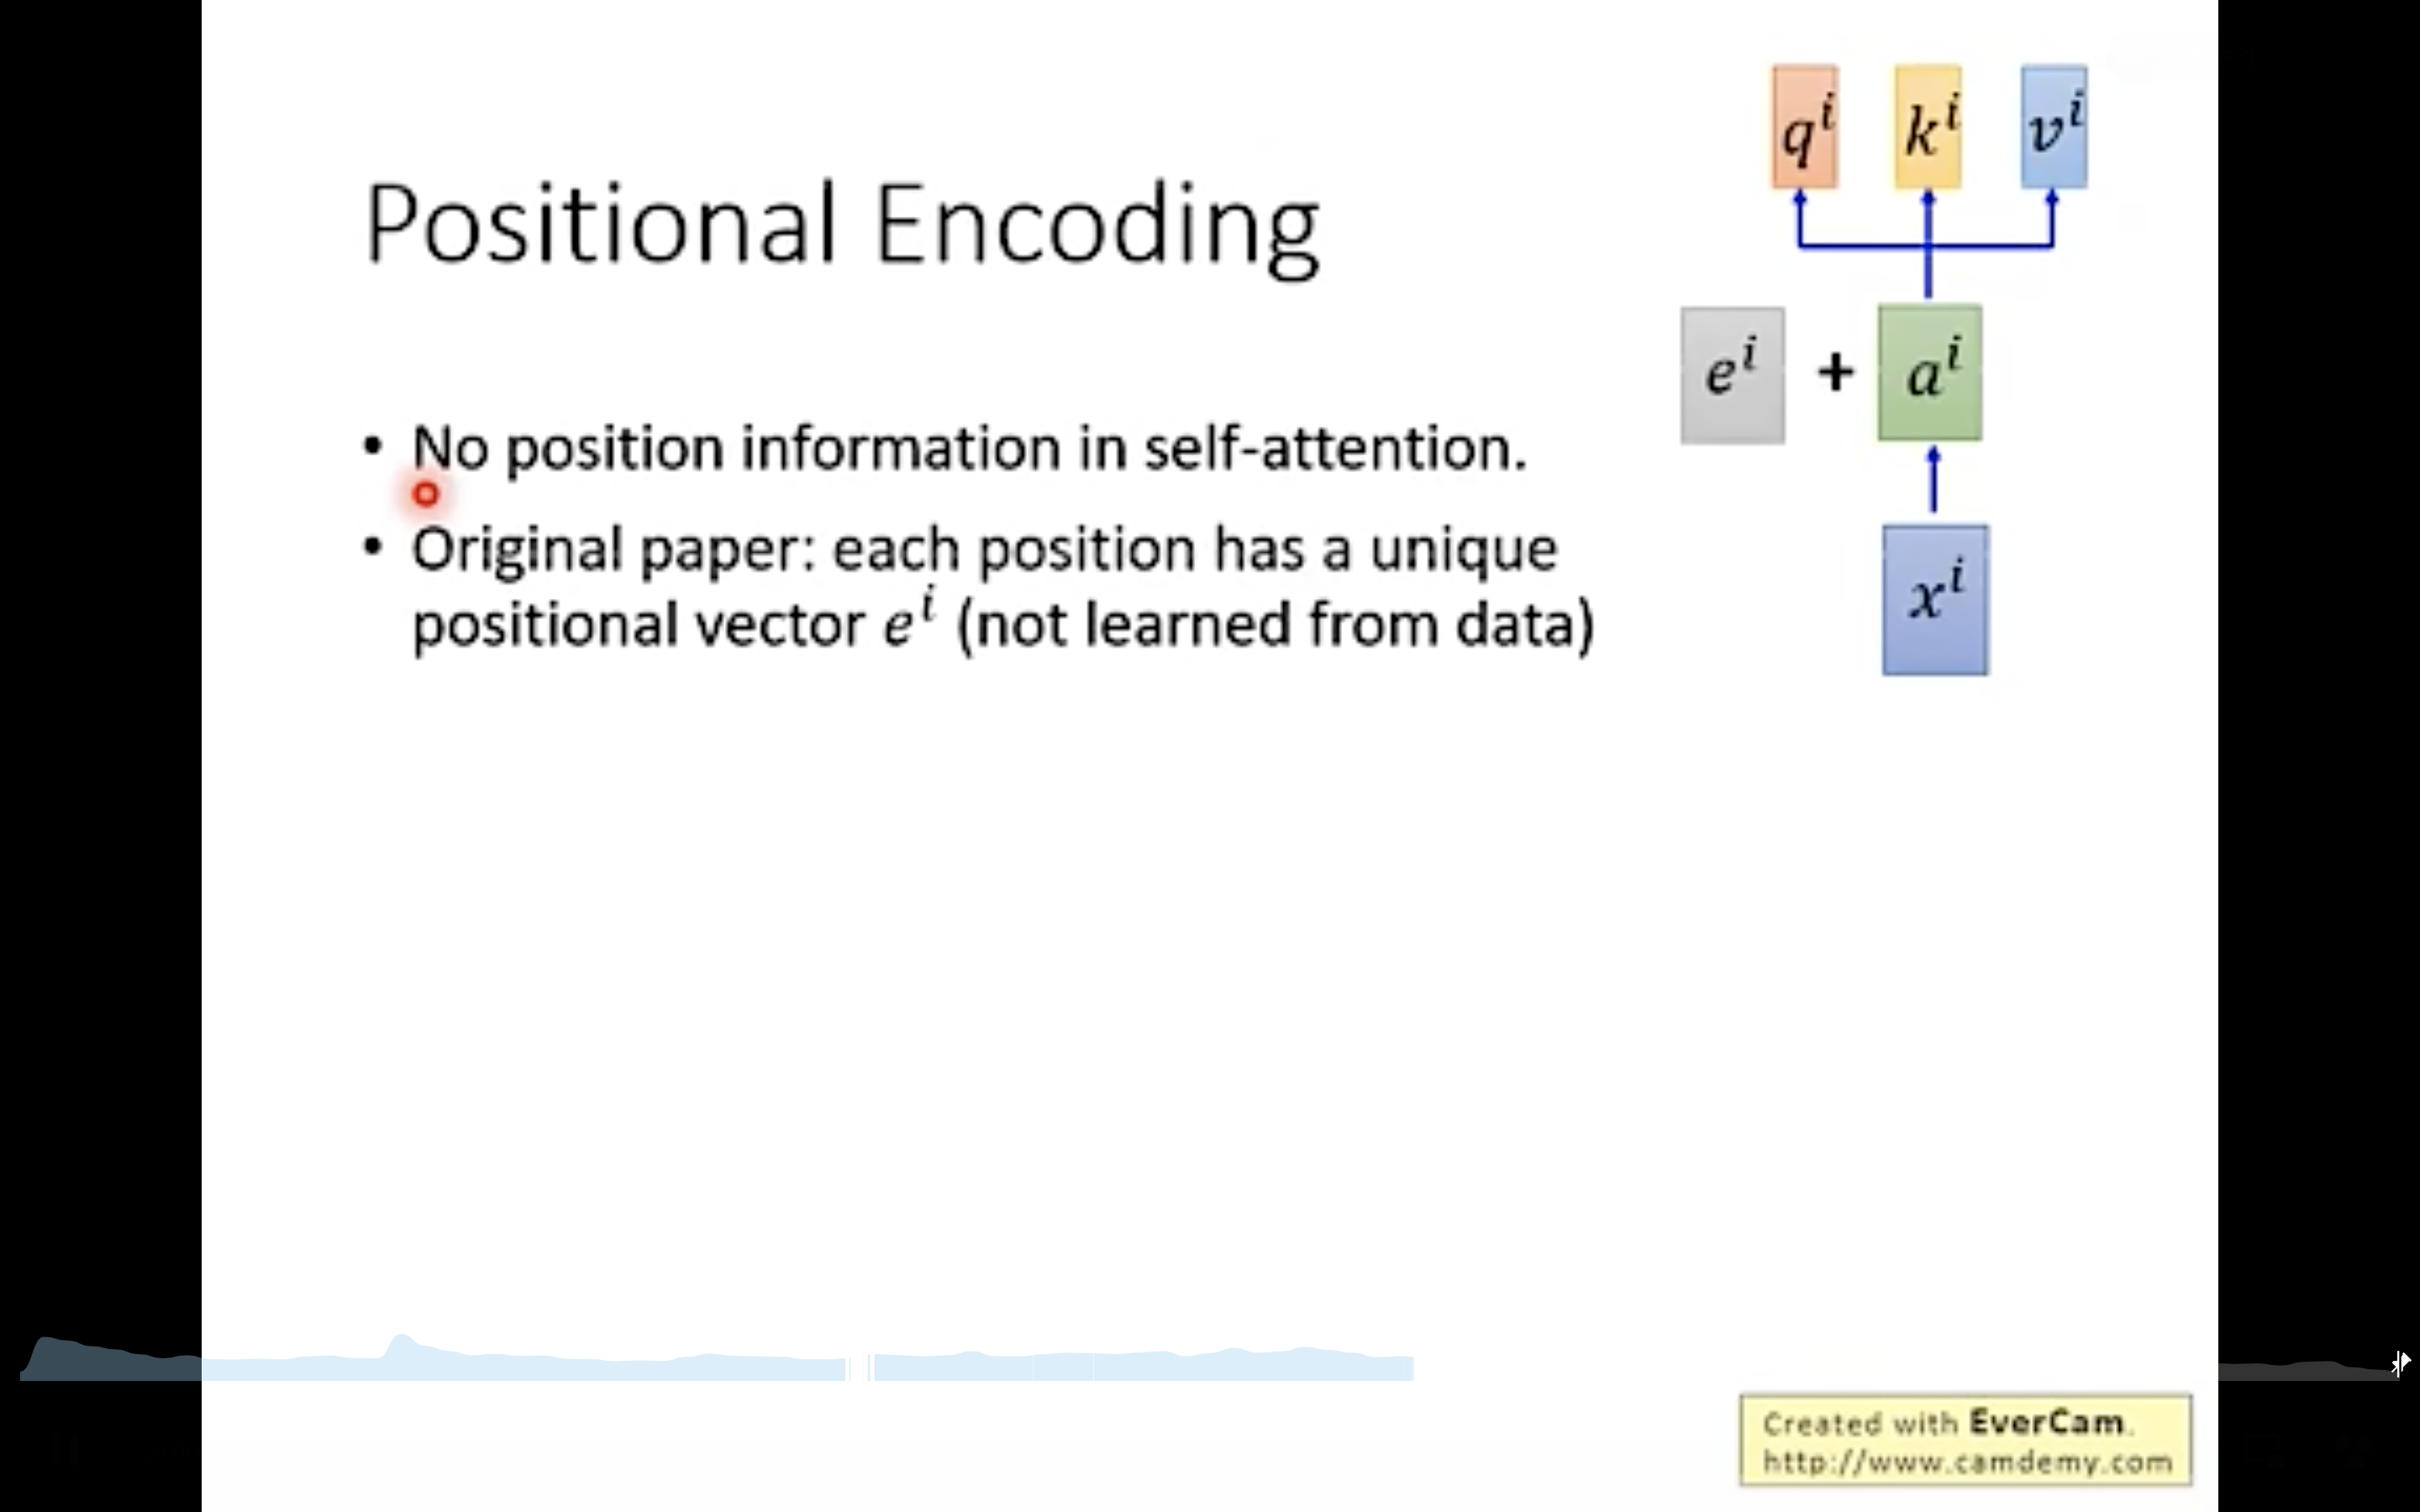 q^i k^i v^i
Positional Encoding
e^i + a^i
• No position information in self-attention.
• Original paper: each position has a unique
positional vector e^i (not learned from data)
x^i
Created with EverCam.
http://www.camdemy.com